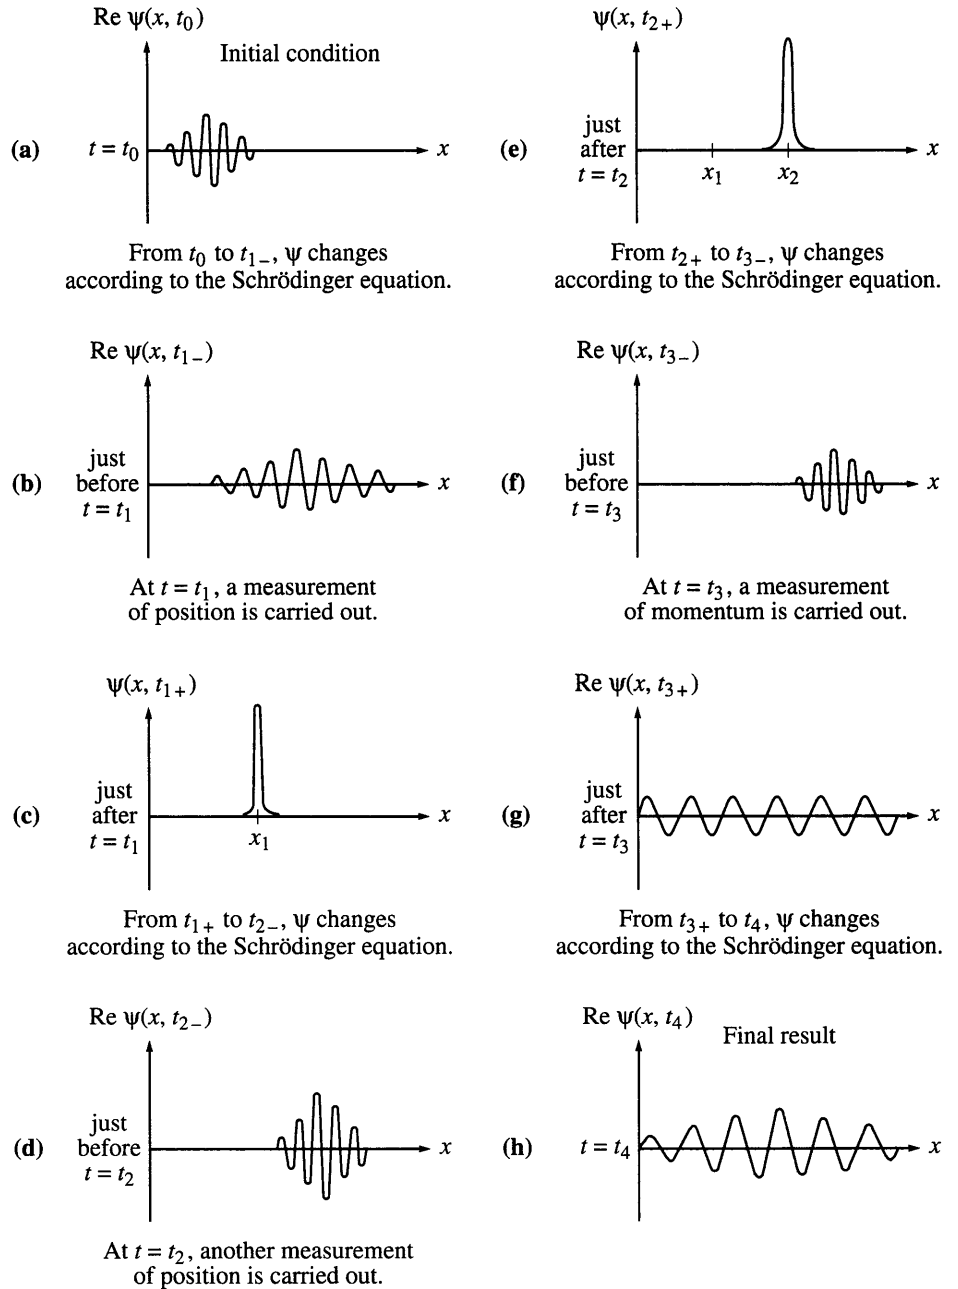 Re ψ(x, t₀)
Initial condition
(a)
t = t₀
x
From t₀ to t₁₋, ψ changes
according to the Schrödinger equation.
Re ψ(x, t₁₋)
just
(b) before
t = t₁
x
At t = t₁, a measurement
of position is carried out.
ψ(x, t₁₊)
just
(c) after
t = t₁
x₁
x
From t₁₊ to t₂₋, ψ changes
according to the Schrödinger equation.
Re ψ(x, t₂₋)
just
(d) before
t = t₂
x
At t = t₂, another measurement
of position is carried out.
ψ(x, t₂₊)
just
(e) after
t = t₂
x₁ x₂
x
From t₂₊ to t₃₋, ψ changes
according to the Schrödinger equation.
Re ψ(x, t₃₋)
just
(f) before
t = t₃
x
At t = t₃, a measurement
of momentum is carried out.
Re ψ(x, t₃₊)
just
(g) after
t = t₃
x
From t₃₊ to t₄, ψ changes
according to the Schrödinger equation.
Re ψ(x, t₄)
Final result
(h) t = t₄
x